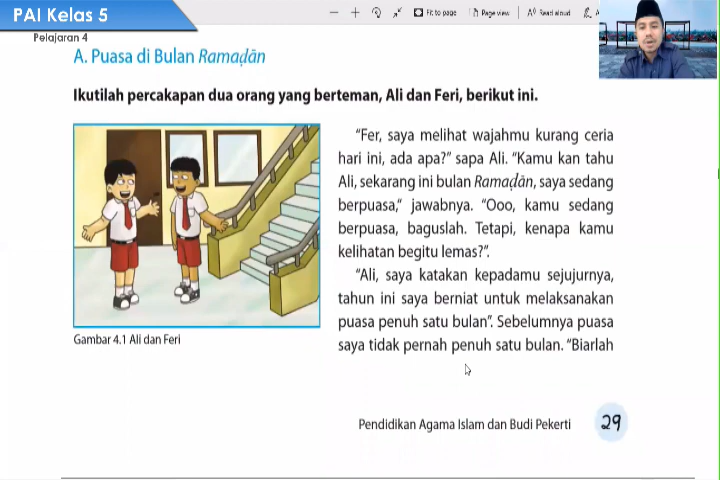 PAI Kelas 5
Pelajaran 4
Fit to page
Page view
Read aloud
A. Puasa di Bulan Ramaḍān
Ikutilah percakapan dua orang yang berteman, Ali dan Feri, berikut ini.
“Fer, saya melihat wajahmu kurang ceria
hari ini, ada apa?” sapa Ali. “Kamu kan tahu
Ali, sekarang ini bulan Ramaḍān, saya sedang
berpuasa,“ jawabnya. “Ooo, kamu sedang
berpuasa, baguslah. Tetapi, kenapa kamu
kelihatan begitu lemas?”.
“Ali, saya katakan kepadamu sejujurnya,
tahun ini saya berniat untuk melaksanakan
puasa penuh satu bulan”. Sebelumnya puasa
saya tidak pernah penuh satu bulan. “Biarlah
Gambar 4.1 Ali dan Feri
Pendidikan Agama Islam dan Budi Pekerti 29